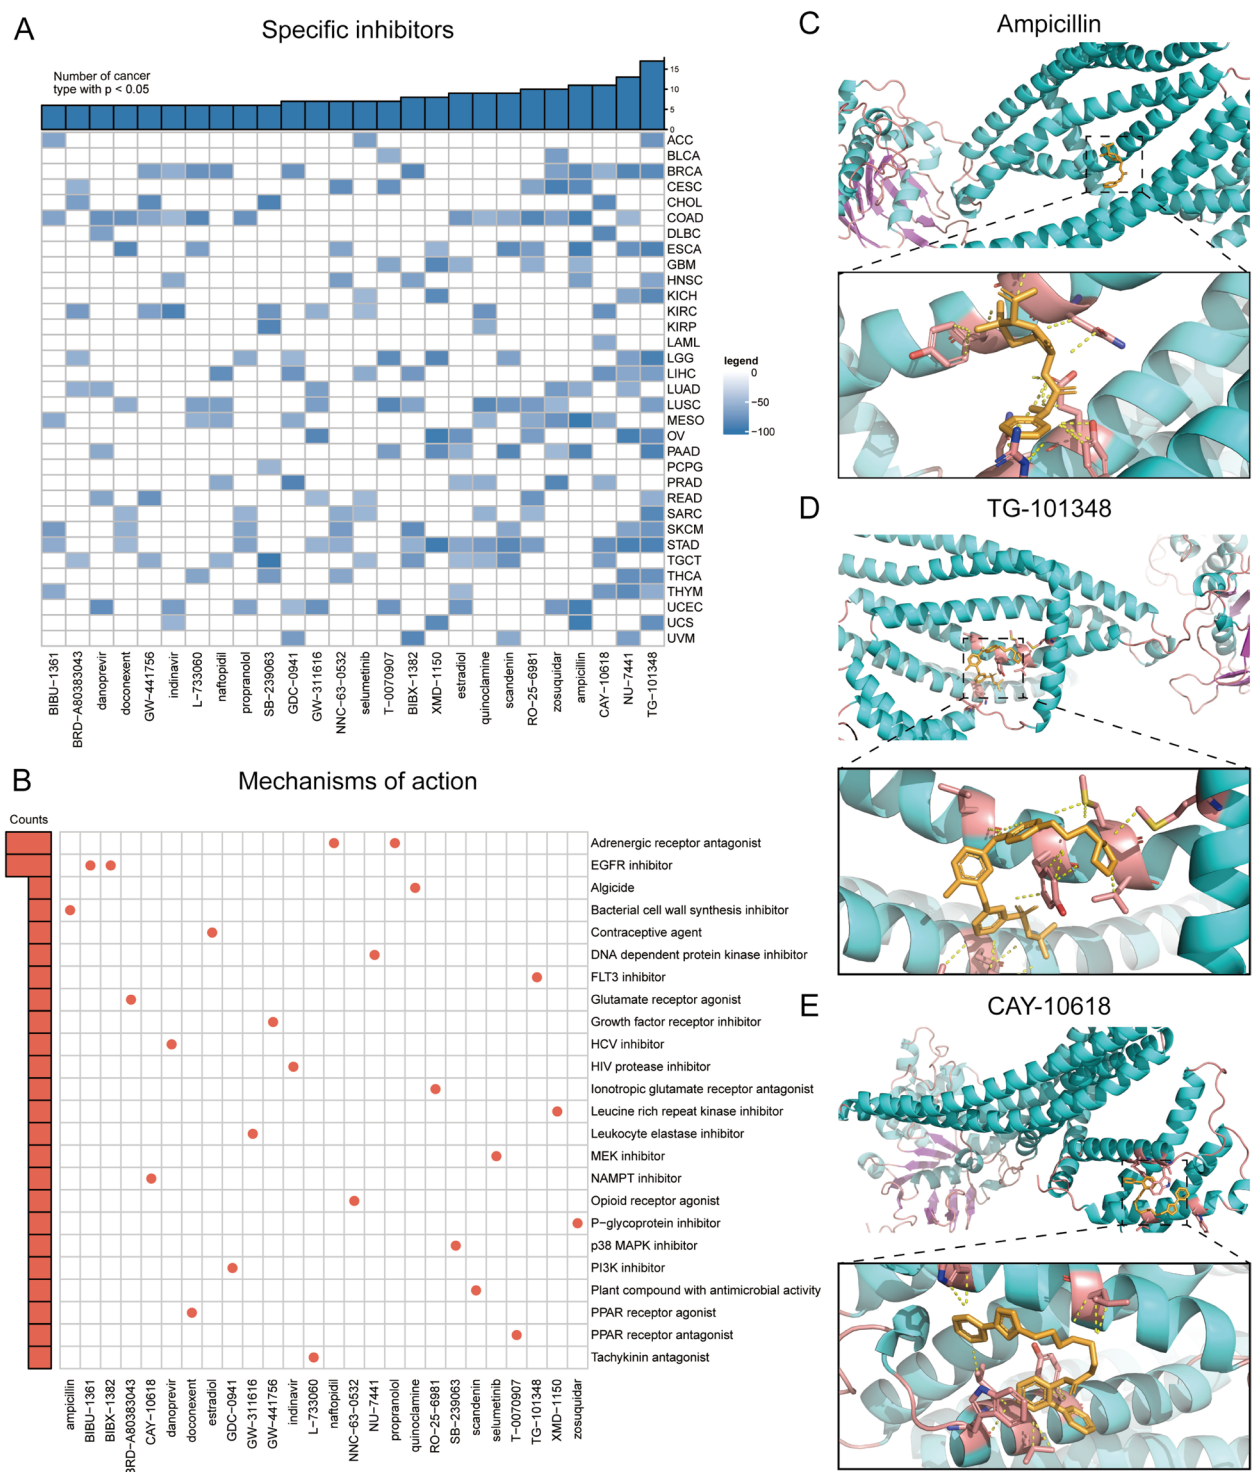 A
Specific inhibitors
Number of cancer
type with p < 0.05
15
10
5
0
ACC
BLCA
BRCA
CESC
CHOL
COAD
DLBC
ESCA
GBM
HNSC
KICH
KIRC
KIRP
LAML
LGG
LIHC
LUAD
LUSC
MESO
OV
PAAD
PCPG
PRAD
READ
SARC
SKCM
STAD
TGCT
THCA
THYM
UCEC
UCS
UVM
legend
0
−50
−100
BIBU−1361
BRD−A80383043
danoprevir
doconexent
GW−441756
indinavir
L−733060
naftopidil
propranolol
SB−239063
GDC−0941
GW−311616
NNC−63−0532
selumetinib
T−0070907
BIBX−1382
XMD−1150
estradiol
quinoclamine
scandenin
RO−25−6981
zosuquidar
ampicillin
CAY−10618
NU−7441
TG−101348
B
Mechanisms of action
Counts
Adrenergic receptor antagonist
EGFR inhibitor
Algicide
Bacterial cell wall synthesis inhibitor
Contraceptive agent
DNA dependent protein kinase inhibitor
FLT3 inhibitor
Glutamate receptor agonist
Growth factor receptor inhibitor
HCV inhibitor
HIV protease inhibitor
Ionotropic glutamate receptor antagonist
Leucine rich repeat kinase inhibitor
Leukocyte elastase inhibitor
MEK inhibitor
NAMPT inhibitor
Opioid receptor agonist
P−glycoprotein inhibitor
p38 MAPK inhibitor
PI3K inhibitor
Plant compound with antimicrobial activity
PPAR receptor agonist
PPAR receptor antagonist
Tachykinin antagonist
ampicillin
BIBU−1361
BIBX−1382
BRD−A80383043
CAY−10618
danoprevir
doconexent
estradiol
GDC−0941
GW−311616
GW−441756
indinavir
L−733060
naftopidil
NNC−63−0532
NU−7441
propranolol
quinoclamine
RO−25−6981
SB−239063
scandenin
selumetinib
T−0070907
TG−101348
XMD−1150
zosuquidar
C
Ampicillin
D
TG-101348
E
CAY-10618